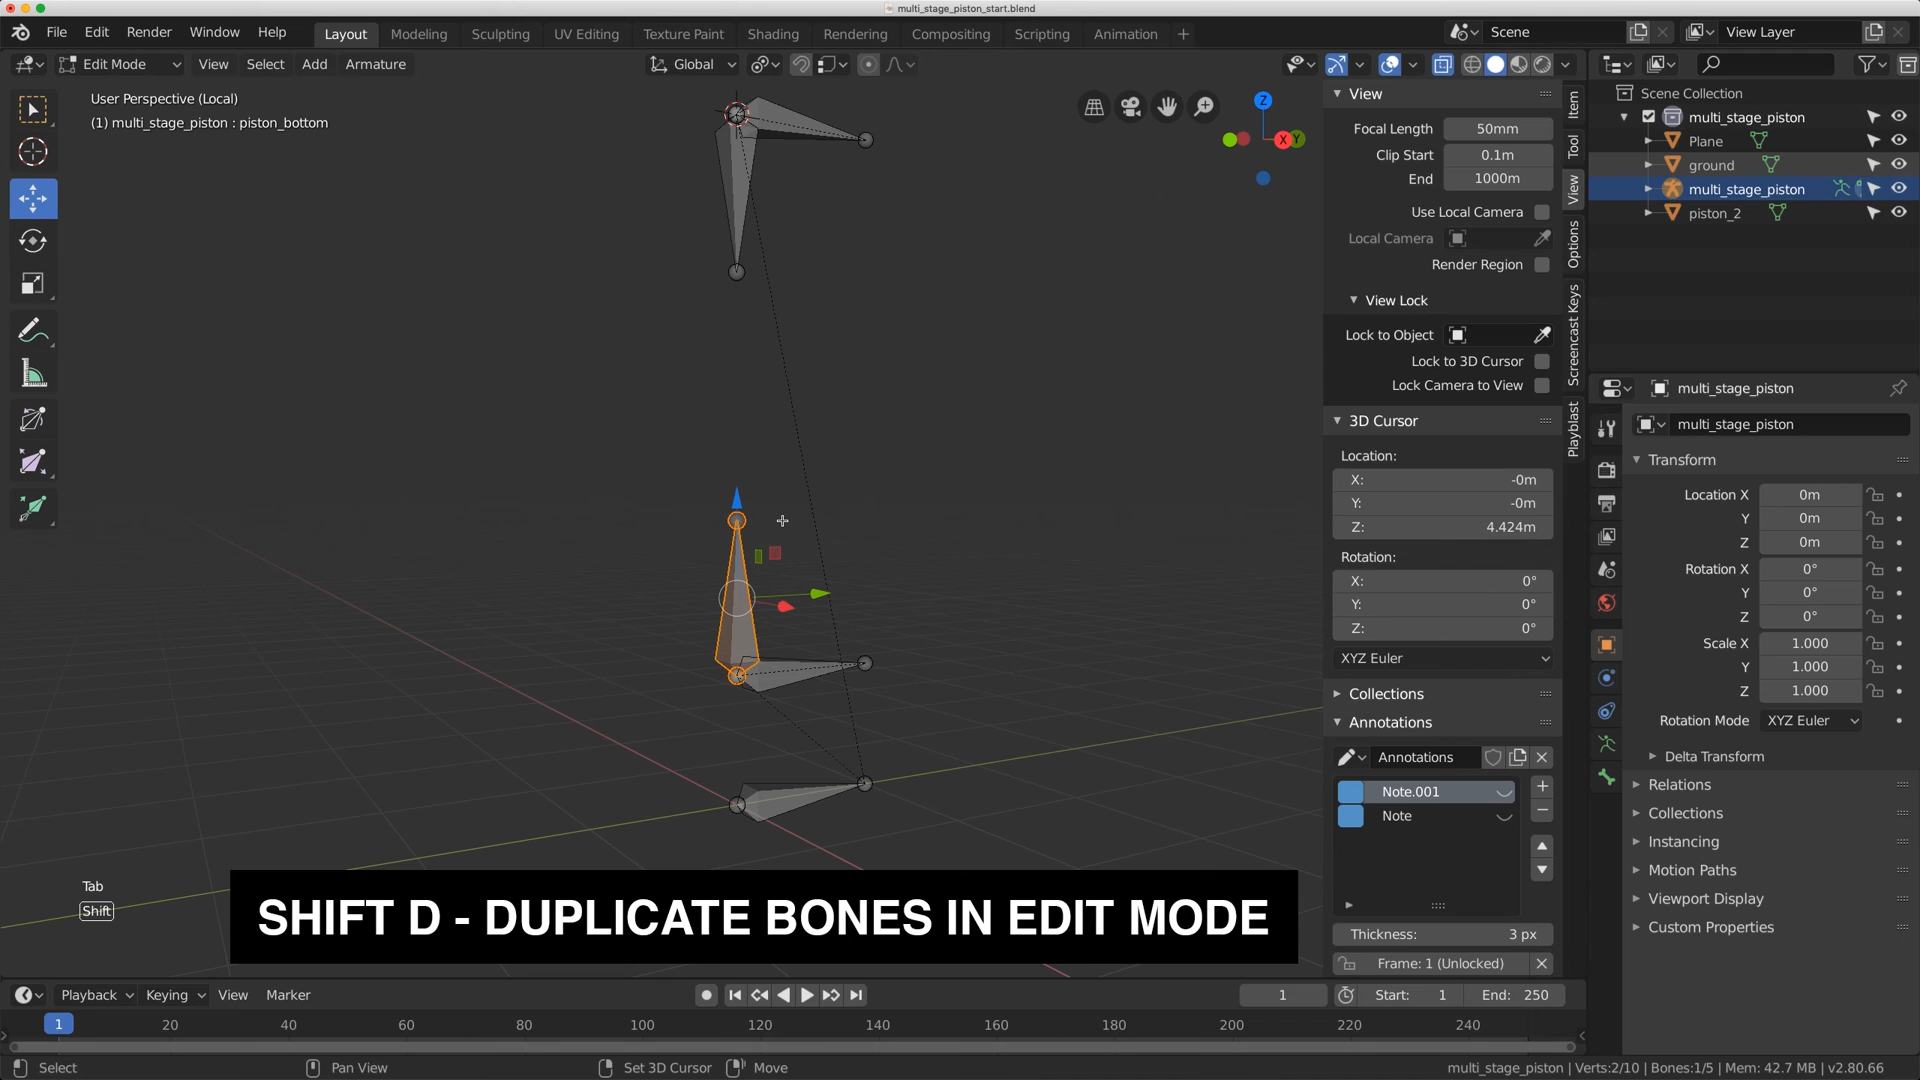 multi_stage_piston_start.blend
File Edit Render Window Help
Layout Modeling Sculpting UV Editing Texture Paint Shading Rendering Compositing Scripting Animation +
Scene
View Layer
Edit Mode View Select Add Armature
Global
User Perspective (Local)
(1) multi_stage_piston : piston_bottom
Z
X
Y
View
Focal Length 50mm
Clip Start 0.1m
End 1000m
Use Local Camera
Local Camera
Render Region
View Lock
Lock to Object
Lock to 3D Cursor
Lock Camera to View
3D Cursor
Location:
X: -0m
Y: -0m
Z: 4.424m
Rotation:
X: 0°
Y: 0°
Z: 0°
XYZ Euler
Collections
Annotations
Annotations
Note.001
Note
Thickness: 3 px
Frame: 1 (Unlocked)
Item
Tool
View
Options
Screencast Keys
Playblast
Scene Collection
multi_stage_piston
Plane
ground
multi_stage_piston
piston_2
multi_stage_piston
multi_stage_piston
Transform
Location X 0m
Y 0m
Z 0m
Rotation X 0°
Y 0°
Z 0°
Scale X 1.000
Y 1.000
Z 1.000
Rotation Mode XYZ Euler
Delta Transform
Relations
Collections
Instancing
Motion Paths
Viewport Display
Custom Properties
Tab
Shift
SHIFT D - DUPLICATE BONES IN EDIT MODE
Playback Keying View Marker
1
Start: 1
End: 250
1 20 40 60 80 100 120 140 160 180 200 220 240
Select
Pan View
Set 3D Cursor
Move
multi_stage_piston | Verts:2/10 | Bones:1/5 | Mem: 42.7 MB | v2.80.66